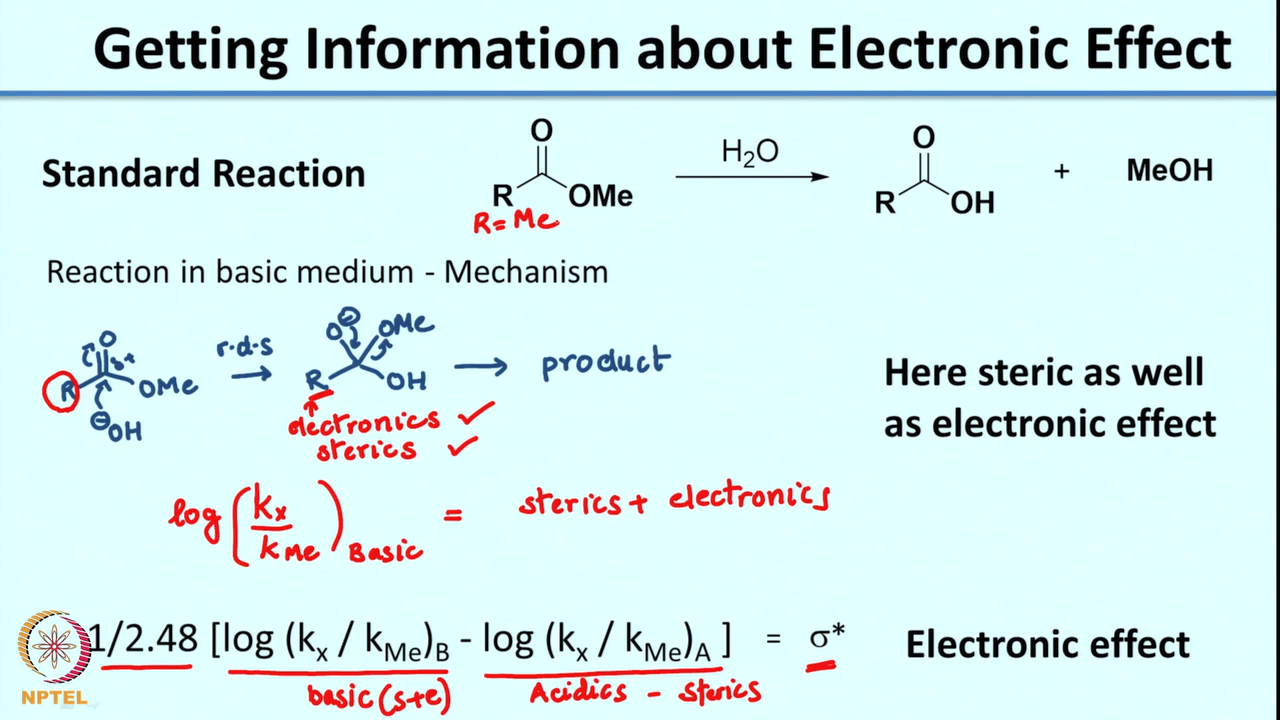 Getting Information about Electronic Effect
Standard Reaction
O
R OMe
R= Me
H₂O
O
R OH
+ MeOH
Reaction in basic medium - Mechanism
O
δ+
R OMe
⊖OH
r.d.s
O⊖ OMe
R OH
product
electronics ✓
sterics ✓
Here steric as well
as electronic effect
log (kx / kMe) Basic = sterics + electronics
1/2.48 [log (kₓ / kMe)B - log (kₓ / kMe)A ] = σ* Electronic effect
basic (s+e) Acidics - sterics
NPTEL